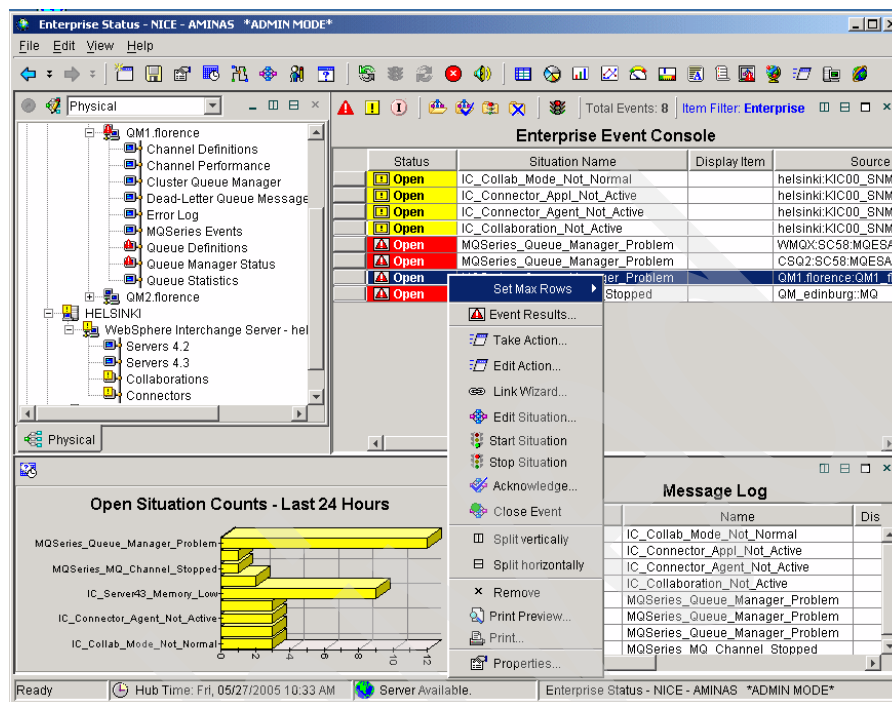 Enterprise Status - NICE - AMINAS *ADMIN MODE*
File Edit View Help
Physical
Total Events: 8 Item Filter: Enterprise
QM1.florence
Channel Definitions
Channel Performance
Cluster Queue Manager
Dead-Letter Queue Message
Error Log
MQSeries Events
Queue Definitions
Queue Manager Status
Queue Statistics
QM2.florence
HELSINKI
WebSphere Interchange Server - hel
Servers 4.2
Servers 4.3
Collaborations
Connectors
Physical
Enterprise Event Console
Status Situation Name Display Item Source
Open IC_Collab_Mode_Not_Normal helsinki:KIC00_SNM
Open IC_Connector_Appl_Not_Active helsinki:KIC00_SNM
Open IC_Connector_Agent_Not_Active helsinki:KIC00_SNM
Open IC_Collaboration_Not_Active helsinki:KIC00_SNM
Open MQSeries_Queue_Manager_Problem WMQX:SC58:MQESA
Open MQSeries_Queue_Manager_Problem CSQ2:SC58:MQESA
Open ger_Problem QM1.florence:QM1_fl
Open Stopped QM_edinburg::MQ
Set Max Rows
Event Results...
Take Action...
Edit Action...
Link Wizard...
Edit Situation...
Start Situation
Stop Situation
Acknowledge...
Close Event
Split vertically
Split horizontally
Remove
Print Preview...
Print...
Properties...
Open Situation Counts - Last 24 Hours
MQSeries_Queue_Manager_Problem
MQSeries_MQ_Channel_Stopped
IC_Server43_Memory_Low
IC_Connector_Agent_Not_Active
IC_Collab_Mode_Not_Normal
0 2 4 6 8 10 12
Message Log
Name Dis
IC_Collab_Mode_Not_Normal
IC_Connector_Appl_Not_Active
IC_Connector_Agent_Not_Active
IC_Collaboration_Not_Active
MQSeries_Queue_Manager_Problem
MQSeries_Queue_Manager_Problem
MQSeries_Queue_Manager_Problem
MQSeries_MQ_Channel_Stopped
Ready Hub Time: Fri, 05/27/2005 10:33 AM Server Available. Enterprise Status - NICE - AMINAS *ADMIN MODE*